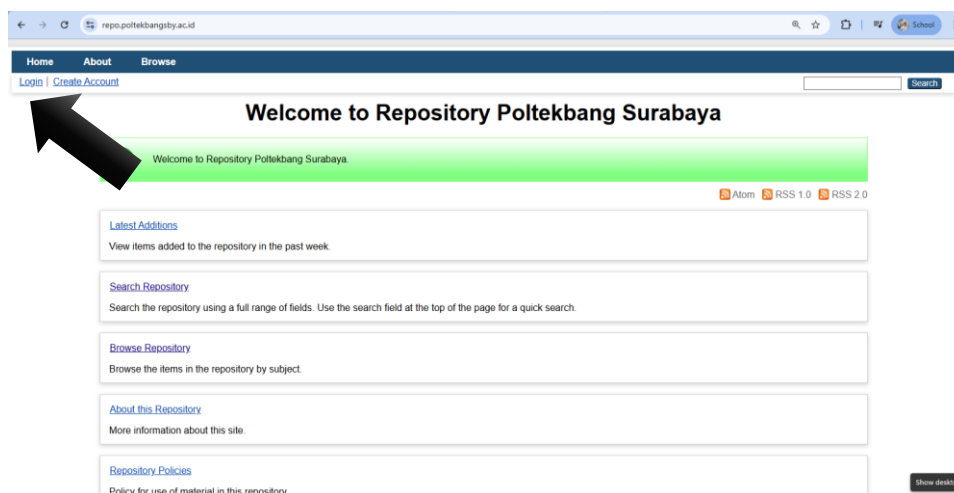 repo.poltekbangsby.ac.id
School
Home About Browse
Login | Create Account
Search
Welcome to Repository Poltekbang Surabaya
Welcome to Repository Poltekbang Surabaya.
Atom RSS 1.0 RSS 2.0
Latest Additions
View items added to the repository in the past week.
Search Repository
Search the repository using a full range of fields. Use the search field at the top of the page for a quick search.
Browse Repository
Browse the items in the repository by subject.
About this Repository
More information about this site.
Repository Policies
Policy for use of material in this repository
Show deskt